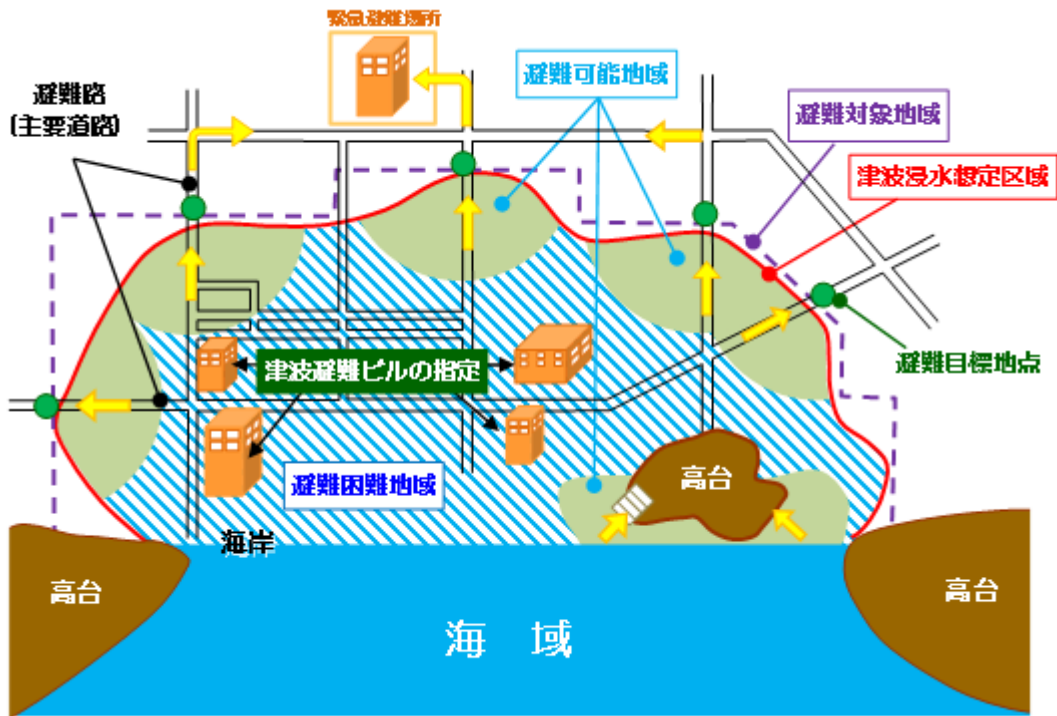 緊急避難場所
避難可能地域
避難路
(主要道路)
避難対象地域
津波浸水想定区域
津波避難ビルの指定
避難目標地点
避難困難地域
高台
海岸
高台
高台
海 域